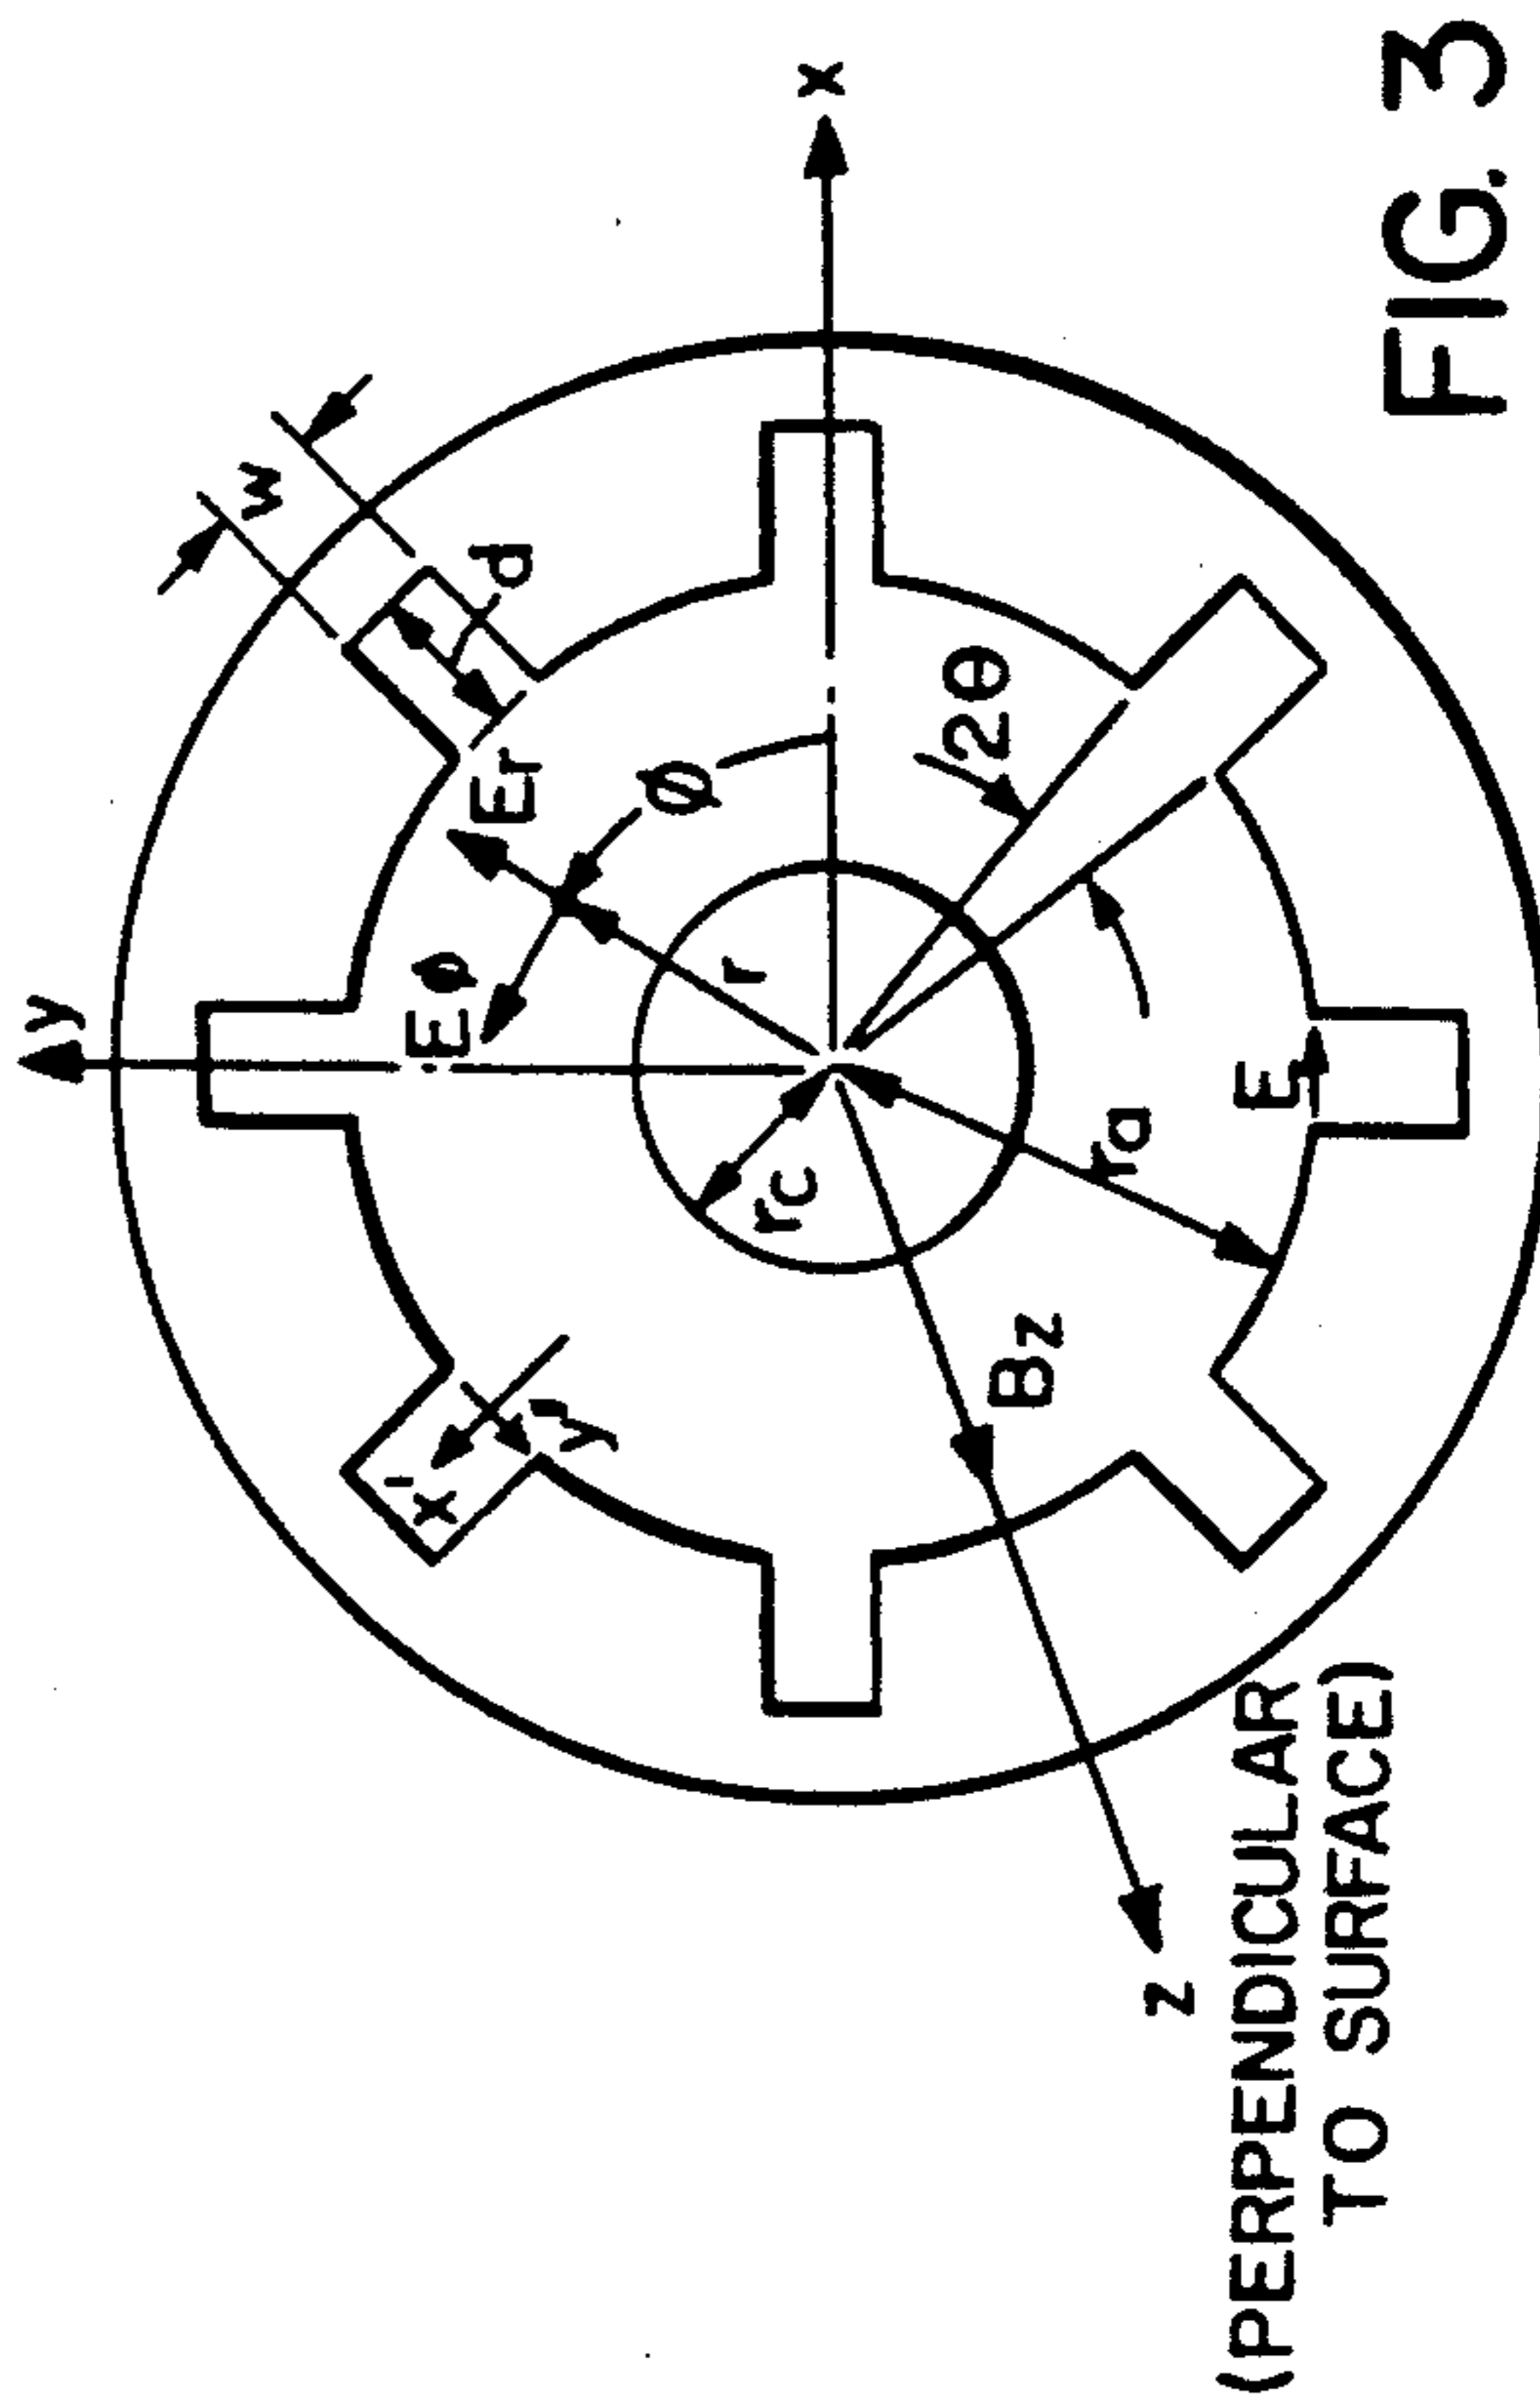 y
w
x
d
Er
Eφ
φ
r
x'
y
rc
2θ
Bz
ra
E
z
(PERPENDICULAR
TO SURFACE)
FIG. 3